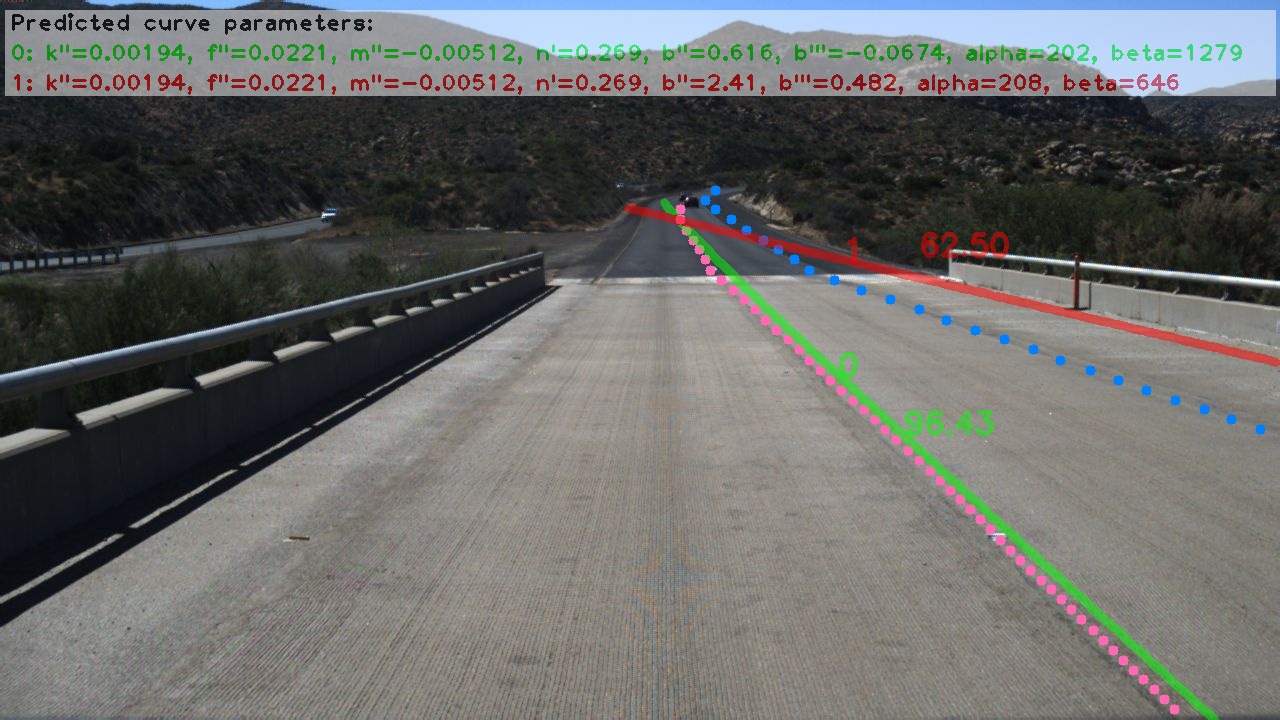 Predicted curve parameters:
0: k''=0.00194, f''=0.0221, m''=−0.00512, n'=0.269, b''=0.616, b'''=−0.0674, alpha=202, beta=1279
1: k''=0.00194, f''=0.0221, m''=−0.00512, n'=0.269, b''=2.41, b'''=0.482, alpha=208, beta=646
1 62.50
0
96.43